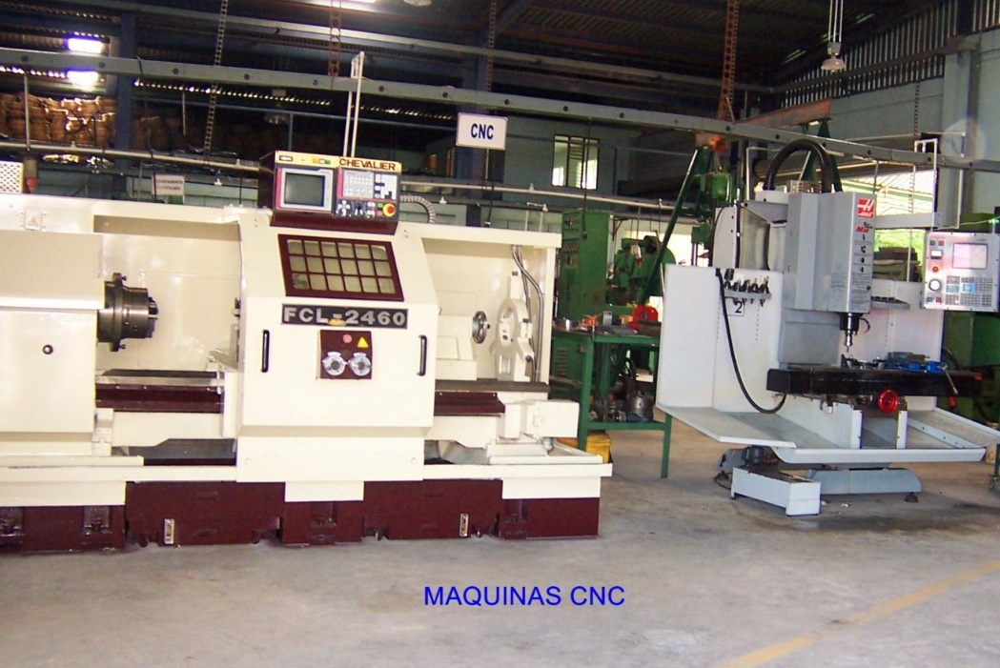 CNC
CHEVALIER
FCL-2460
2
MAQUINAS CNC